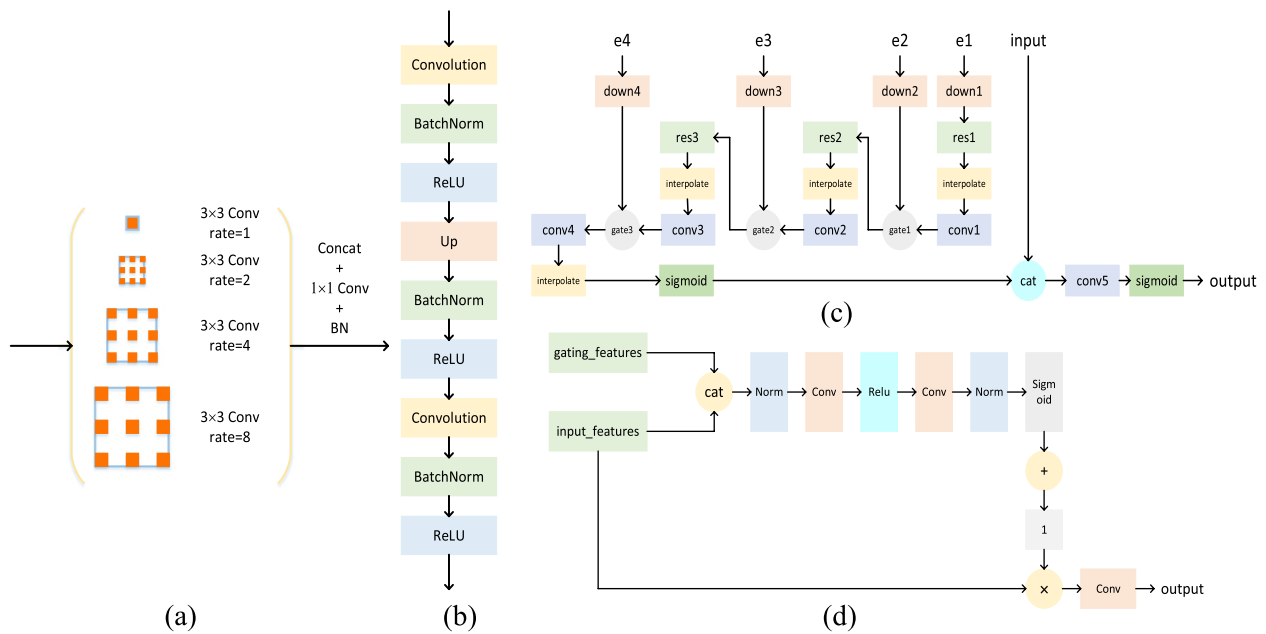 3×3 Conv
rate=1
3×3 Conv
rate=2
3×3 Conv
rate=4
3×3 Conv
rate=8
Concat
+
1×1 Conv
+
BN
(a)
Convolution
BatchNorm
ReLU
Up
BatchNorm
ReLU
Convolution
BatchNorm
ReLU
(b)
e4 e3 e2 e1 input
down4 down3 down2 down1
res3 res2 res1
interpolate interpolate interpolate
conv4 gate3 conv3 gate2 conv2 gate1 conv1
interpolate sigmoid cat conv5 sigmoid output
(c)
gating_features
input_features
cat Norm Conv Relu Conv Norm Sigm
oid
+
1
× Conv output
(d)